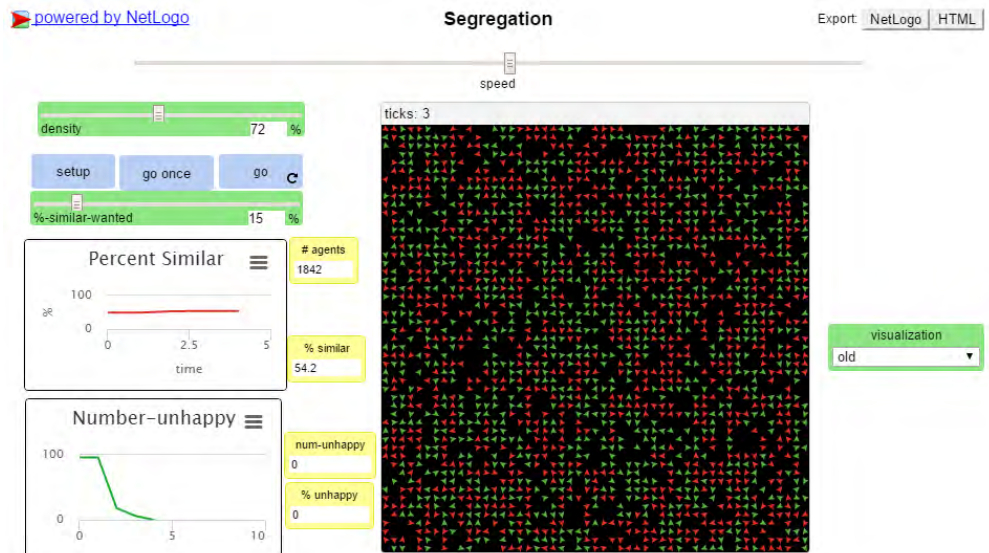 powered by NetLogo
Segregation
Export: NetLogo HTML
speed
density 72 %
setup
go once
go
%-similar-wanted 15 %
ticks: 3
Percent Similar
%
100
0
0 2.5 5
time
# agents
1842
% similar
54.2
Number-unhappy
100
0
0 5 10
num-unhappy
0
% unhappy
0
visualization
old